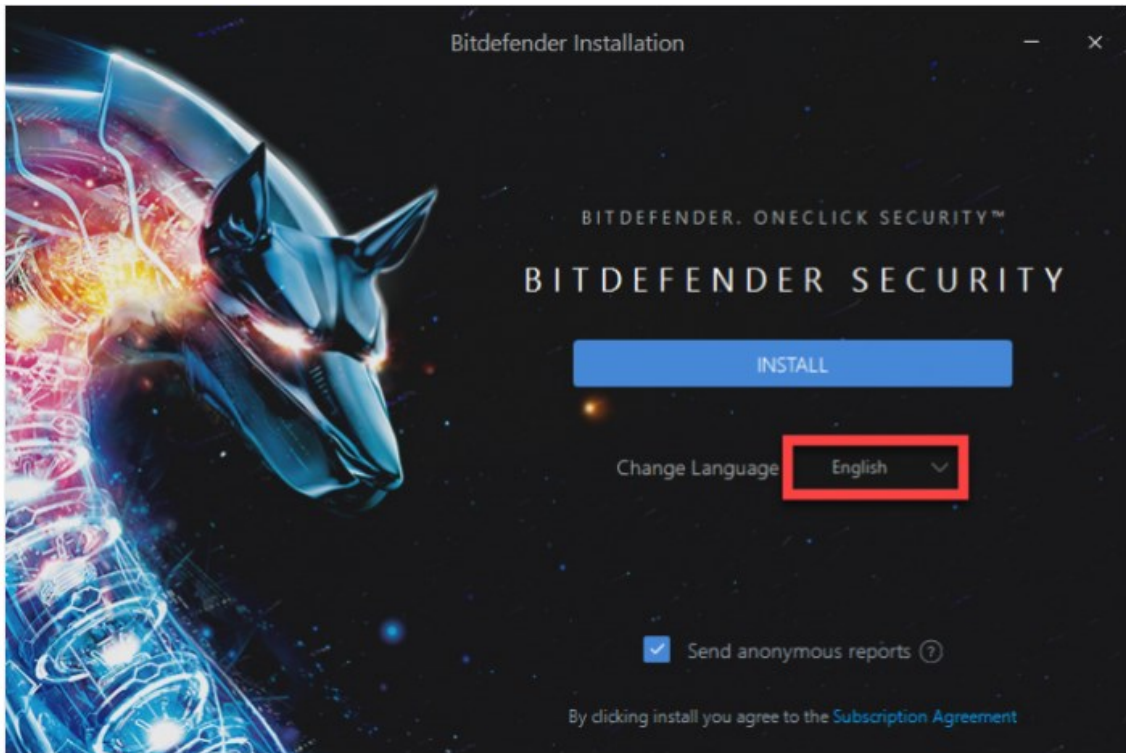 Bitdefender Installation
BITDEFENDER. ONECLICK SECURITY™
BITDEFENDER SECURITY
INSTALL
Change Language English
Send anonymous reports ?
By clicking install you agree to the Subscription Agreement